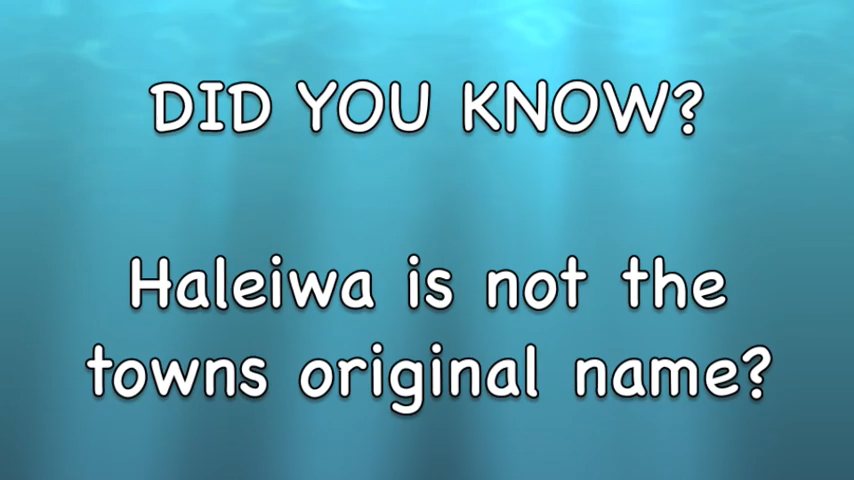 DID YOU KNOW?
Haleiwa is not the
towns original name?